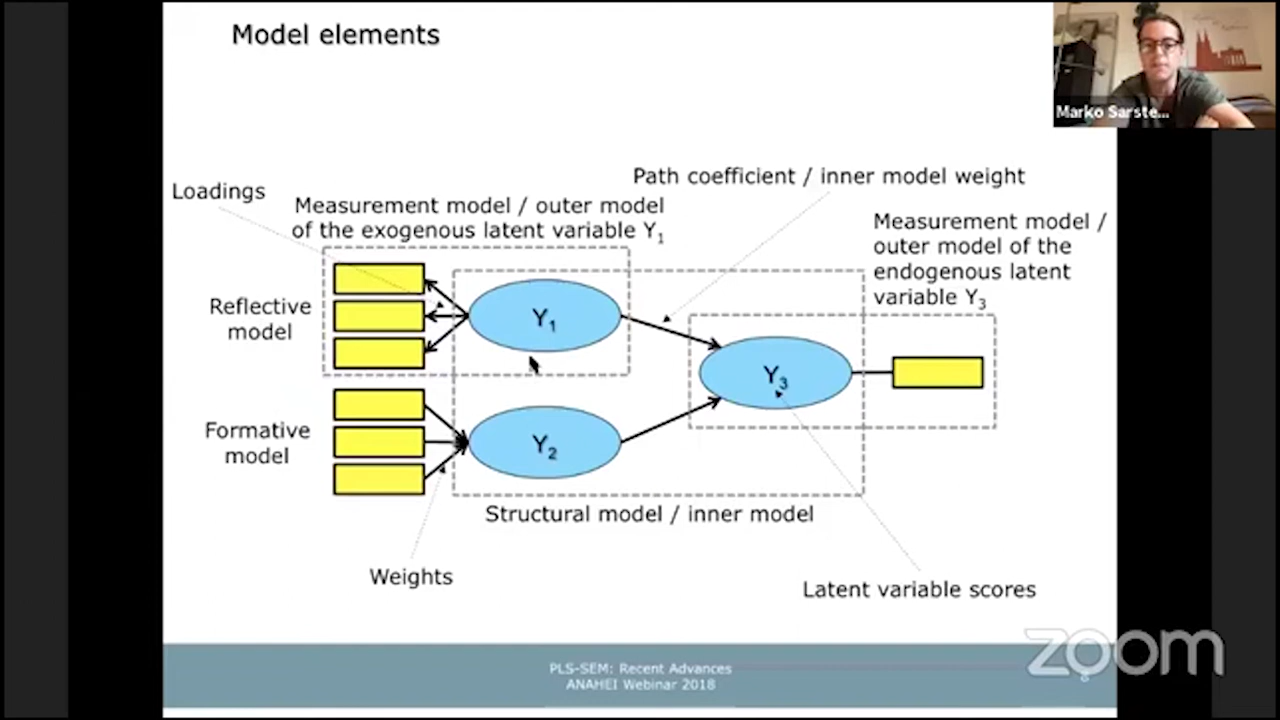 Model elements
Marko Sarste...
Path coefficient / inner model weight
Loadings
Measurement model / outer model
of the exogenous latent variable Y1
Measurement model /
outer model of the
endogenous latent
variable Y3
Reflective
model
Y1
Y3
Formative
model
Y2
Structural model / inner model
Weights
Latent variable scores
PLS-SEM: Recent Advances
ANAHEI Webinar 2018
zoom